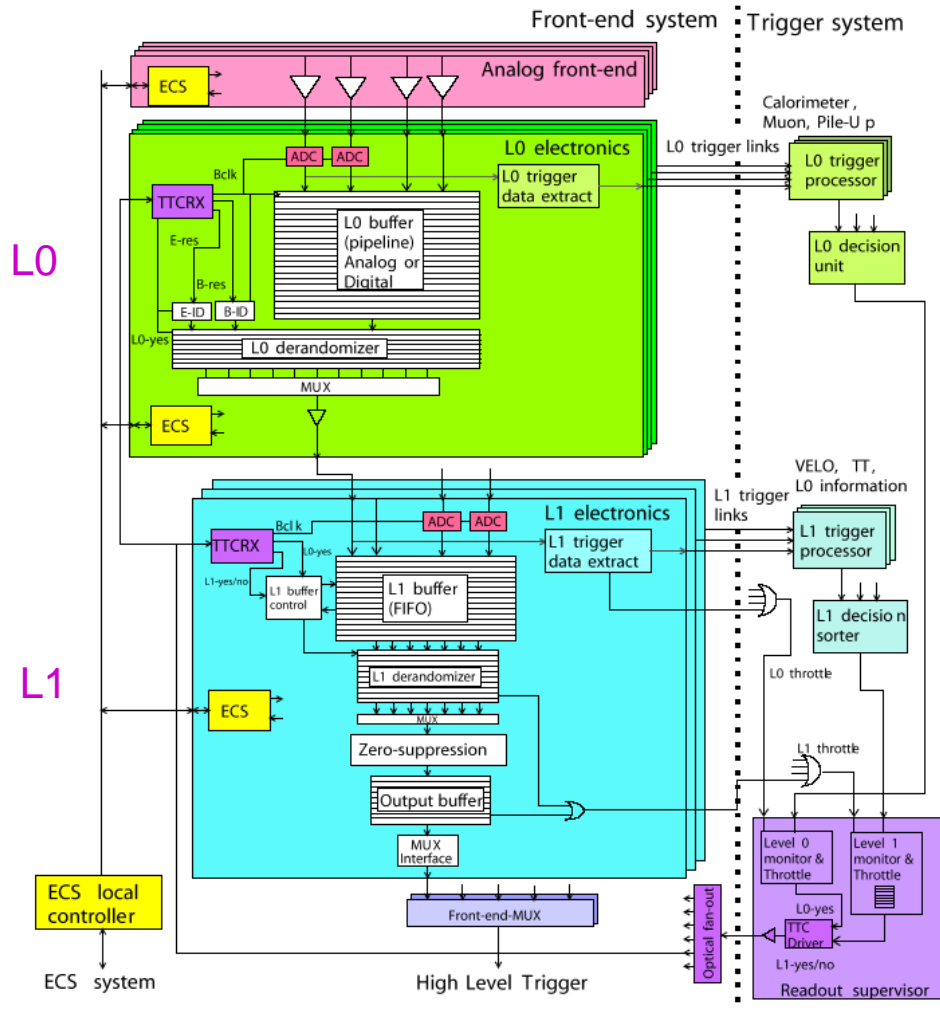 Front-end system
Trigger system
Analog front-end
ECS
Calorimeter,
Muon, Pile-U p
L0 electronics
L0 trigger links
ADC
ADC
Bclk
L0 trigger
data extract
L0 trigger
processor
TTCRX
L0 buffer
(pipeline)
Analog or
Digital
E-res
B-res
L0
L0 decision
unit
E-ID
B-ID
L0-yes
L0 derandomizer
MUX
ECS
VELO, TT,
L0 information
L1 trigger
links
L1 electronics
Bcl k
ADC
ADC
TTCRX
L0-yes
L1 trigger
data extract
L1 trigger
processor
L1-yes/no
L1 buffer
control
L1 buffer
(FIFO)
L1 decisio n
sorter
L1
L1 derandomizer
L0 throttle
ECS
MUX
Zero-suppression
L1 throttle
Output buffer
MUX
Interface
Level 0
monitor &
Throttle
Level 1
monitor &
Throttle
ECS local
controller
Front-end-MUX
Optical fan-out
L0-yes
TTC
Driver
L1-yes/no
ECS system
High Level Trigger
Readout supervisor